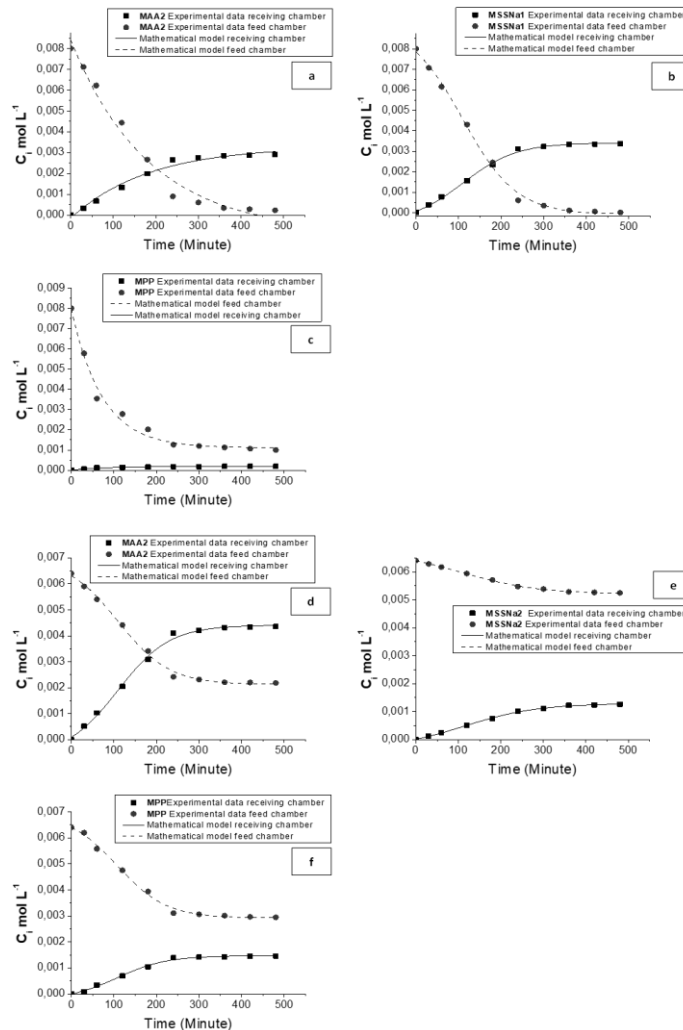 MAA2 Experimental data receiving chamber
MAA2 Experimental data feed chamber
Mathematical model receiving chamber
Mathematical model feed chamber
a
0,008
0,007
0,006
0,005
0,004
0,003
0,002
0,001
0,000
Cᵢ mol L⁻¹
0 100 200 300 400 500
Time (Minute)
MSSNa1 Experimental data receiving chamber
MSSNa1 Experimental data feed chamber
Mathematical model receiving chamber
Mathematical model feed chamber
b
0,008
0,007
0,006
0,005
0,004
0,003
0,002
0,001
0,000
Cᵢ mol L⁻¹
0 100 200 300 400 500
Time (Minute)
MPP Experimental data receiving chamber
MPP Experimental data feed chamber
Mathematical model feed chamber
Mathematical model receiving chamber
c
0,009
0,008
0,007
0,006
0,005
0,004
0,003
0,002
0,001
0,000
Cᵢ mol L⁻¹
0 100 200 300 400 500
Time (Minute)
MAA2 Experimental data receiving chamber
MAA2 Experimental data feed chamber
Mathematical model receiving chamber
Mathematical model feed chamber
d
0,007
0,006
0,005
0,004
0,003
0,002
0,001
0,000
Cᵢ mol L⁻¹
0 100 200 300 400 500
Time (Minute)
e
MSSNa2 Experimental data receiving chamber
MSSNa2 Experimental data feed chamber
Mathematical model receiving chamber
Mathematical model feed chamber
0,006
0,005
0,004
0,003
0,002
0,001
0,000
Cᵢ mol L⁻¹
0 100 200 300 400 500
Time (Minute)
MPPExperimental data receiving chamber
MPP Experimental data feed chamber
Mathematical model receiving chamber
Mathematical model feed chamber
f
0,007
0,006
0,005
0,004
0,003
0,002
0,001
0,000
Cᵢ mol L⁻¹
0 100 200 300 400 500
Time (Minute)